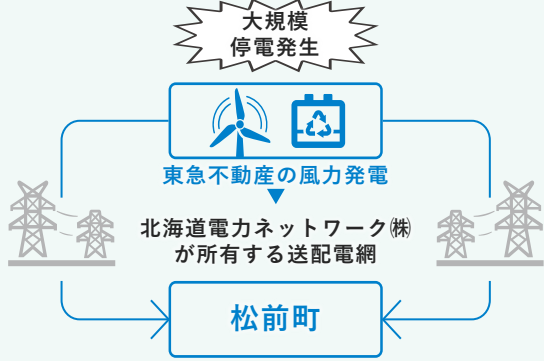 大規模
停電発生
東急不動産の風力発電
北海道電力ネットワーク㈱
が所有する送配電網
松前町